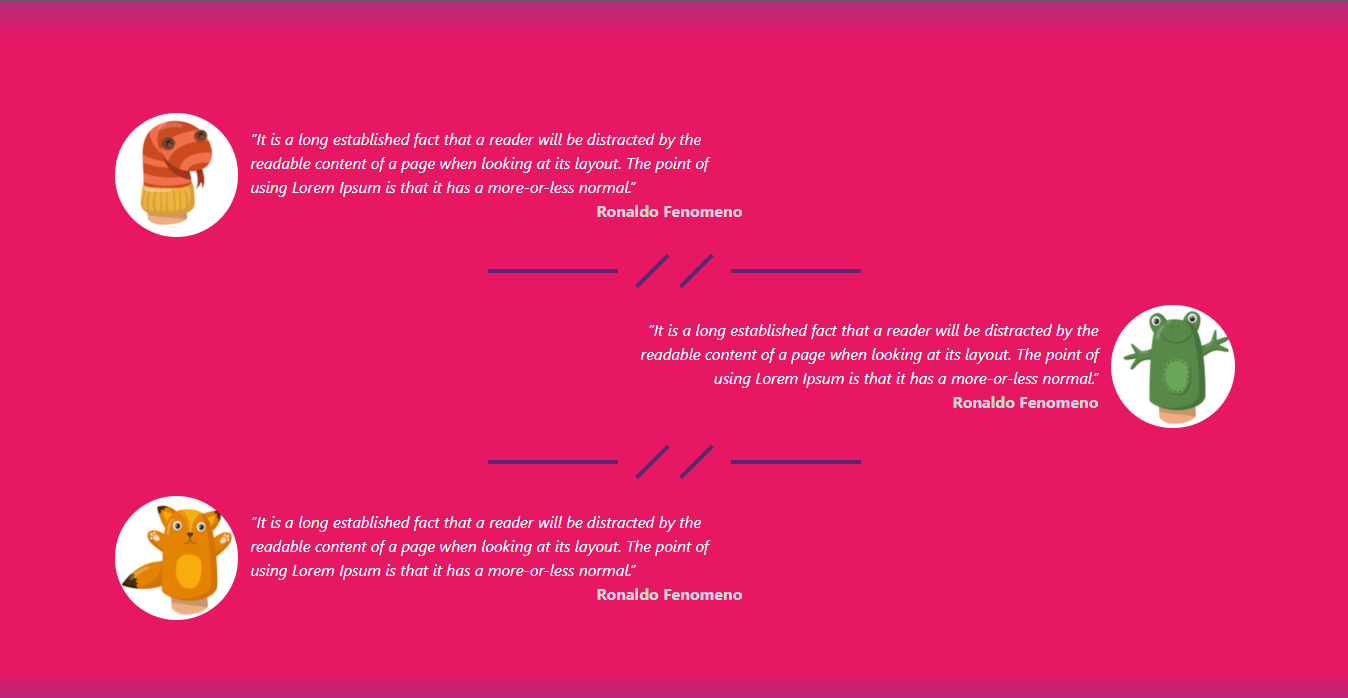 “It is a long established fact that a reader will be distracted by the
readable content of a page when looking at its layout. The point of
using Lorem Ipsum is that it has a more-or-less normal.”
Ronaldo Fenomeno
“It is a long established fact that a reader will be distracted by the
readable content of a page when looking at its layout. The point of
using Lorem Ipsum is that it has a more-or-less normal.”
Ronaldo Fenomeno
“It is a long established fact that a reader will be distracted by the
readable content of a page when looking at its layout. The point of
using Lorem Ipsum is that it has a more-or-less normal.”
Ronaldo Fenomeno